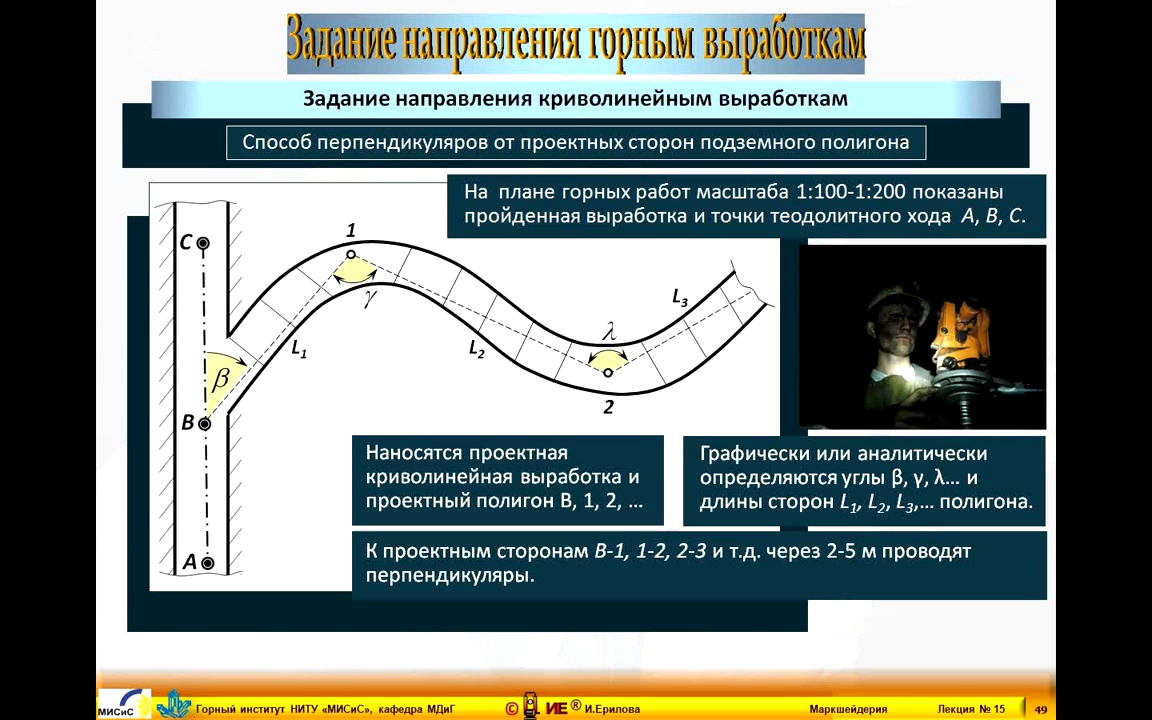 Задание направления горным выработкам
Задание направления криволинейным выработкам
Способ перпендикуляров от проектных сторон подземного полигона
На плане горных работ масштаба 1:100-1:200 показаны
пройденная выработка и точки теодолитного хода A, B, C.
C
1
γ
L1
β
B
A
L2
λ
2
L3
Наносятся проектная
криволинейная выработка и
проектный полигон B, 1, 2, ...
Графически или аналитически
определяются углы β, γ, λ... и
длины сторон L1, L2, L3,... полигона.
К проектным сторонам B-1, 1-2, 2-3 и т.д. через 2-5 м проводят
перпендикуляры.
МИСиС
Горный институт НИТУ «МИСиС», кафедра МДиГ
© ИЕ® И.Ерилова
Маркшейдерия
Лекция № 15
49